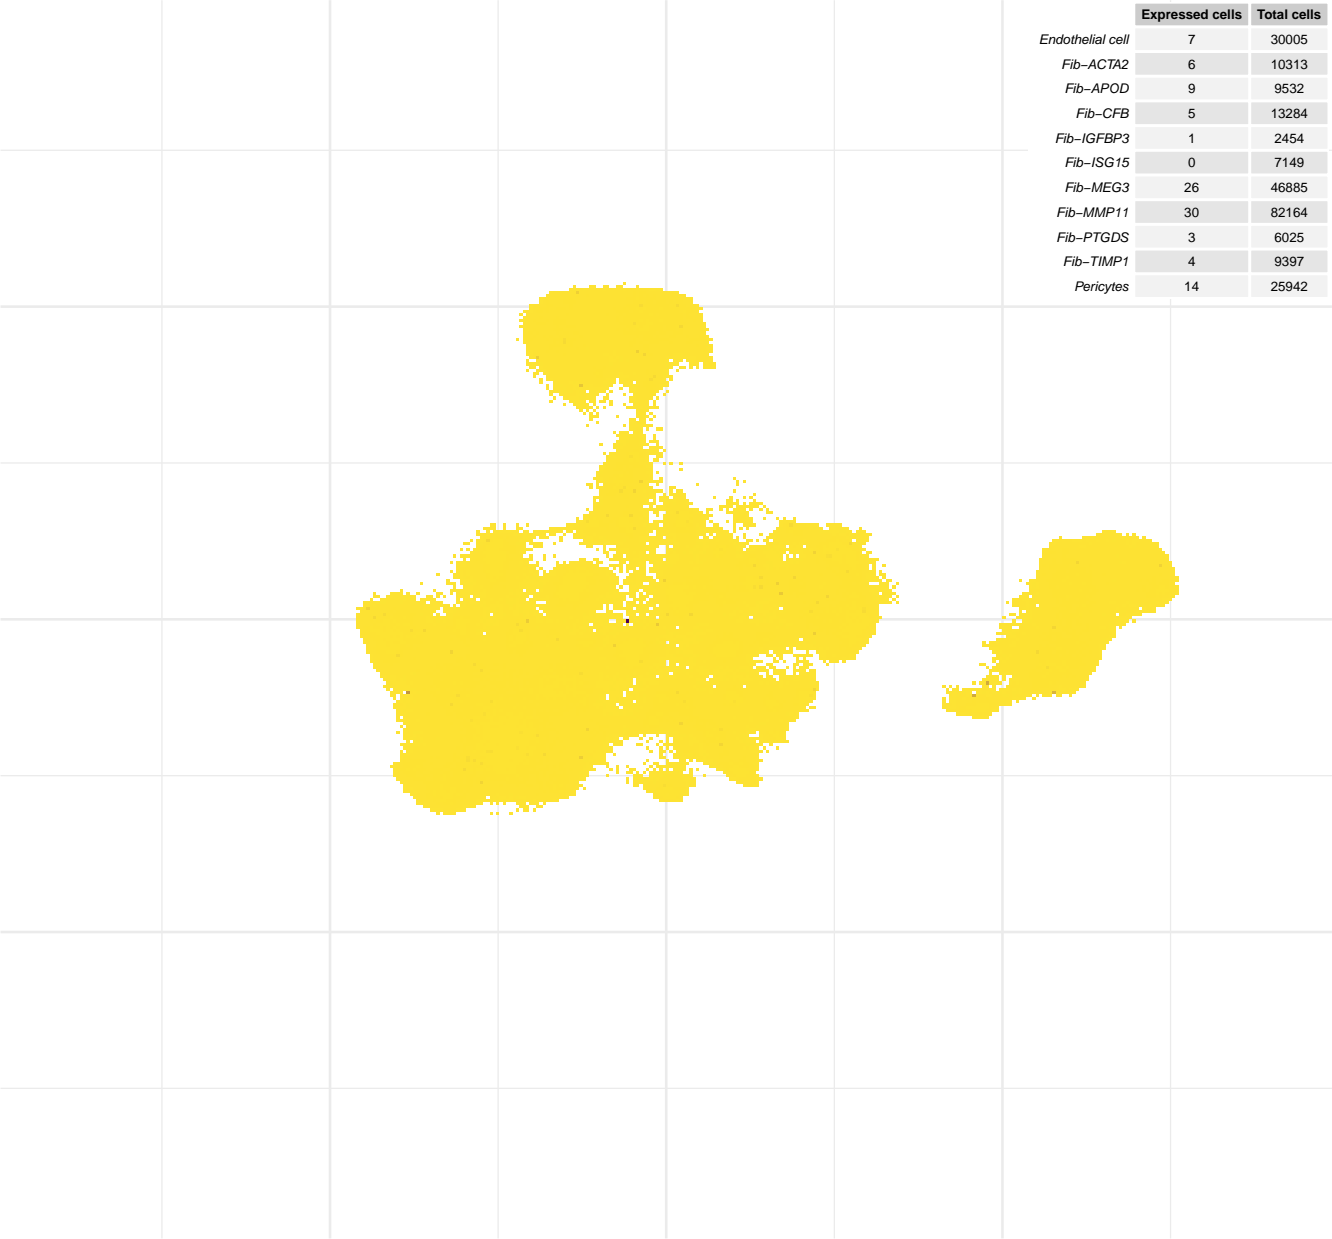 Expressed cells Total cells
Endothelial cell 7 30005
Fib−ACTA2 6 10313
Fib−APOD 9 9532
Fib−CFB 5 13284
Fib−IGFBP3 1 2454
Fib−ISG15 0 7149
Fib−MEG3 26 46885
Fib−MMP11 30 82164
Fib−PTGDS 3 6025
Fib−TIMP1 4 9397
Pericytes 14 25942